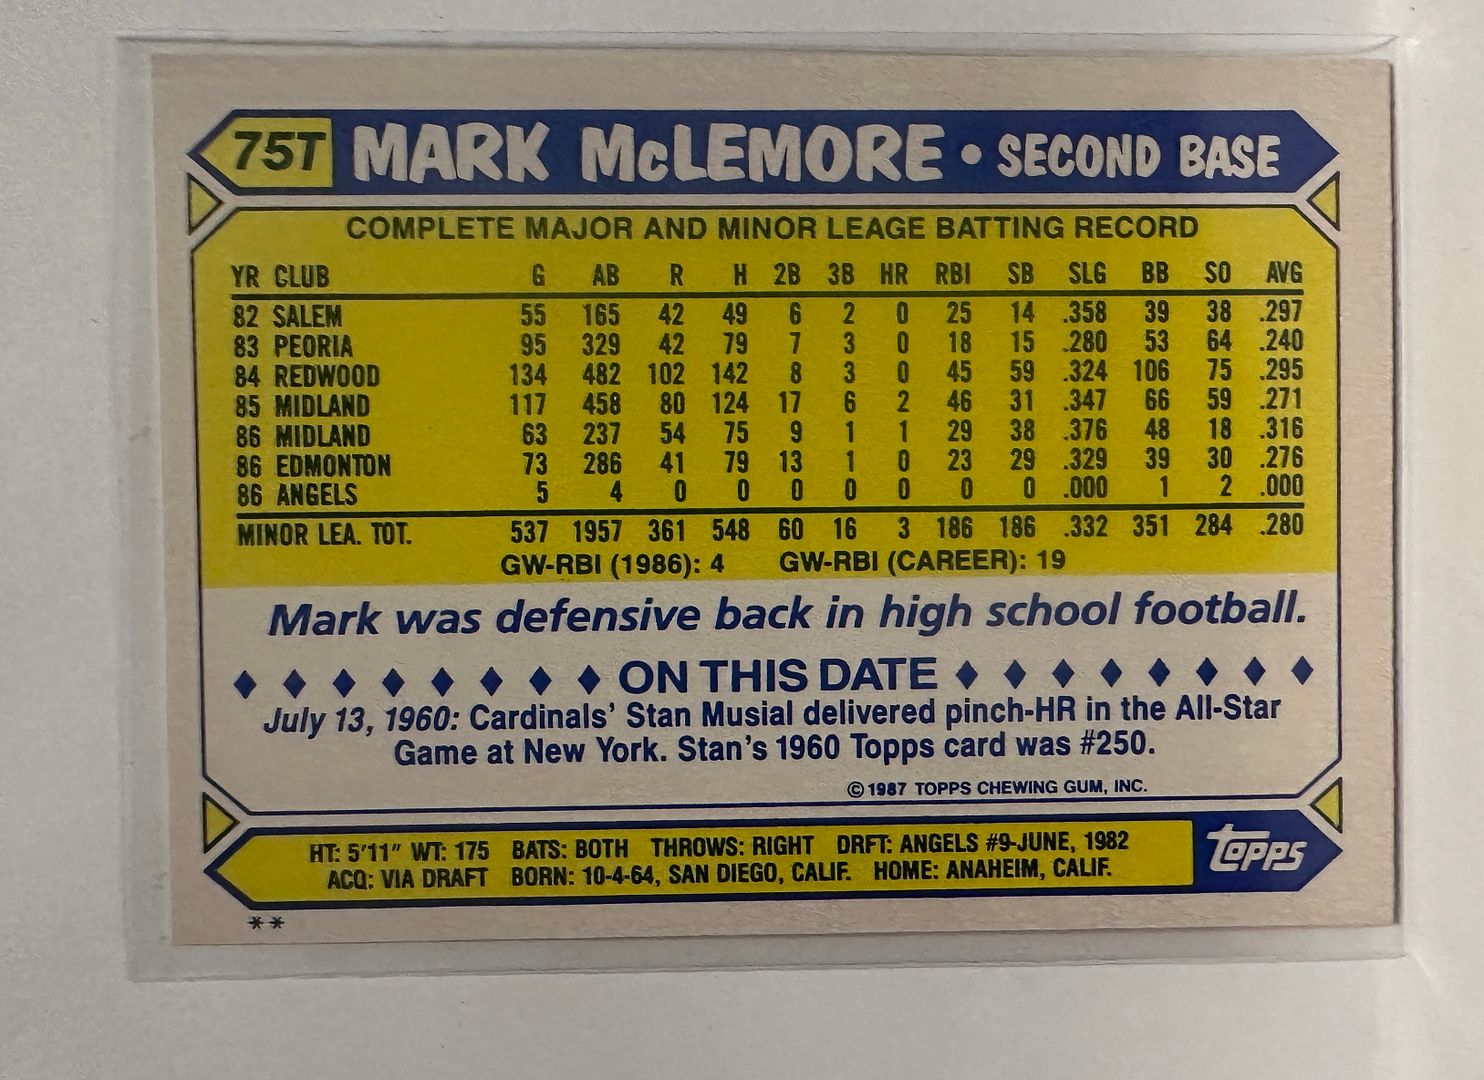 75T MARK McLEMORE • SECOND BASE
COMPLETE MAJOR AND MINOR LEAGE BATTING RECORD
YR CLUB G AB R H 2B 3B HR RBI SB SLG BB SO AVG
82 SALEM 55 165 42 49 6 2 0 25 14 .358 39 38 .297
83 PEORIA 95 329 42 79 7 3 0 18 15 .280 53 64 .240
84 REDWOOD 134 482 102 142 8 3 0 45 59 .324 106 75 .295
85 MIDLAND 117 458 80 124 17 6 2 46 31 .347 66 59 .271
86 MIDLAND 63 237 54 75 9 1 1 29 38 .376 48 18 .316
86 EDMONTON 73 286 41 79 13 1 0 23 29 .329 39 30 .276
86 ANGELS 5 4 0 0 0 0 0 0 0 .000 1 2 .000
MINOR LEA. TOT. 537 1957 361 548 60 16 3 186 186 .332 351 284 .280
GW-RBI (1986): 4 GW-RBI (CAREER): 19
Mark was defensive back in high school football.
ON THIS DATE
July 13, 1960: Cardinals' Stan Musial delivered pinch-HR in the All-Star
Game at New York. Stan's 1960 Topps card was #250.
© 1987 TOPPS CHEWING GUM, INC.
HT: 5'11" WT: 175 BATS: BOTH THROWS: RIGHT DRFT: ANGELS #9-JUNE, 1982
ACQ: VIA DRAFT BORN: 10-4-64, SAN DIEGO, CALIF. HOME: ANAHEIM, CALIF.
topps
**